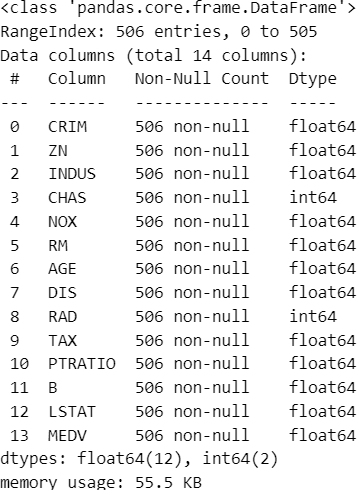 <class 'pandas.core.frame.DataFrame'>
RangeIndex: 506 entries, 0 to 505
Data columns (total 14 columns):
 #   Column   Non-Null Count  Dtype
---  ------   --------------  -----
 0   CRIM     506 non-null    float64
 1   ZN       506 non-null    float64
 2   INDUS    506 non-null    float64
 3   CHAS     506 non-null    int64
 4   NOX      506 non-null    float64
 5   RM       506 non-null    float64
 6   AGE      506 non-null    float64
 7   DIS      506 non-null    float64
 8   RAD      506 non-null    int64
 9   TAX      506 non-null    float64
 10  PTRATIO  506 non-null    float64
 11  B        506 non-null    float64
 12  LSTAT    506 non-null    float64
 13  MEDV     506 non-null    float64
dtypes: float64(12), int64(2)
memory usage: 55.5 KB